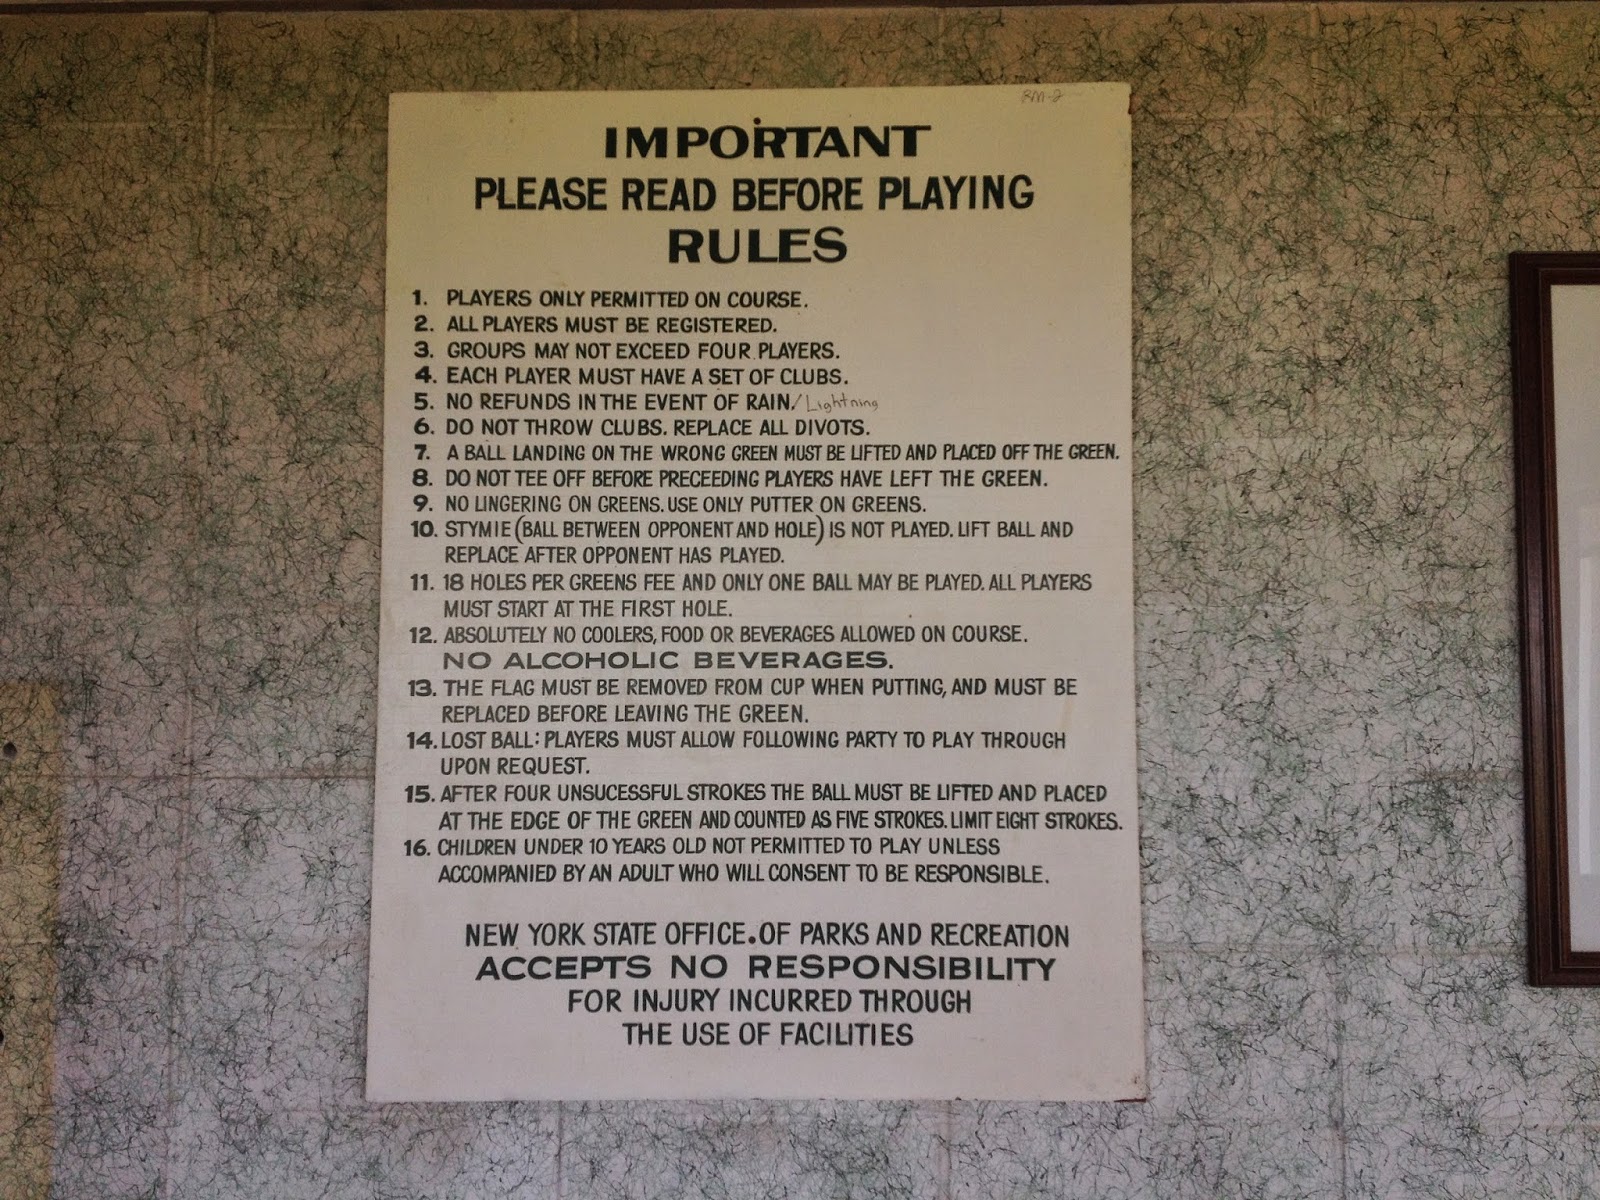 RM-2
IMPORTANT
PLEASE READ BEFORE PLAYING
RULES
1. PLAYERS ONLY PERMITTED ON COURSE.
2. ALL PLAYERS MUST BE REGISTERED.
3. GROUPS MAY NOT EXCEED FOUR PLAYERS.
4. EACH PLAYER MUST HAVE A SET OF CLUBS.
5. NO REFUNDS IN THE EVENT OF RAIN./Lightning
6. DO NOT THROW CLUBS. REPLACE ALL DIVOTS.
7. A BALL LANDING ON THE WRONG GREEN MUST BE LIFTED AND PLACED OFF THE GREEN.
8. DO NOT TEE OFF BEFORE PRECEEDING PLAYERS HAVE LEFT THE GREEN.
9. NO LINGERING ON GREENS. USE ONLY PUTTER ON GREENS.
10. STYMIE (BALL BETWEEN OPPONENT AND HOLE) IS NOT PLAYED. LIFT BALL AND
REPLACE AFTER OPPONENT HAS PLAYED.
11. 18 HOLES PER GREENS FEE AND ONLY ONE BALL MAY BE PLAYED. ALL PLAYERS
MUST START AT THE FIRST HOLE.
12. ABSOLUTELY NO COOLERS, FOOD OR BEVERAGES ALLOWED ON COURSE.
NO ALCOHOLIC BEVERAGES.
13. THE FLAG MUST BE REMOVED FROM CUP WHEN PUTTING, AND MUST BE
REPLACED BEFORE LEAVING THE GREEN.
14. LOST BALL: PLAYERS MUST ALLOW FOLLOWING PARTY TO PLAY THROUGH
UPON REQUEST.
15. AFTER FOUR UNSUCESSFUL STROKES THE BALL MUST BE LIFTED AND PLACED
AT THE EDGE OF THE GREEN AND COUNTED AS FIVE STROKES. LIMIT EIGHT STROKES.
16. CHILDREN UNDER 10 YEARS OLD NOT PERMITTED TO PLAY UNLESS
ACCOMPANIED BY AN ADULT WHO WILL CONSENT TO BE RESPONSIBLE.
NEW YORK STATE OFFICE OF PARKS AND RECREATION
ACCEPTS NO RESPONSIBILITY
FOR INJURY INCURRED THROUGH
THE USE OF FACILITIES